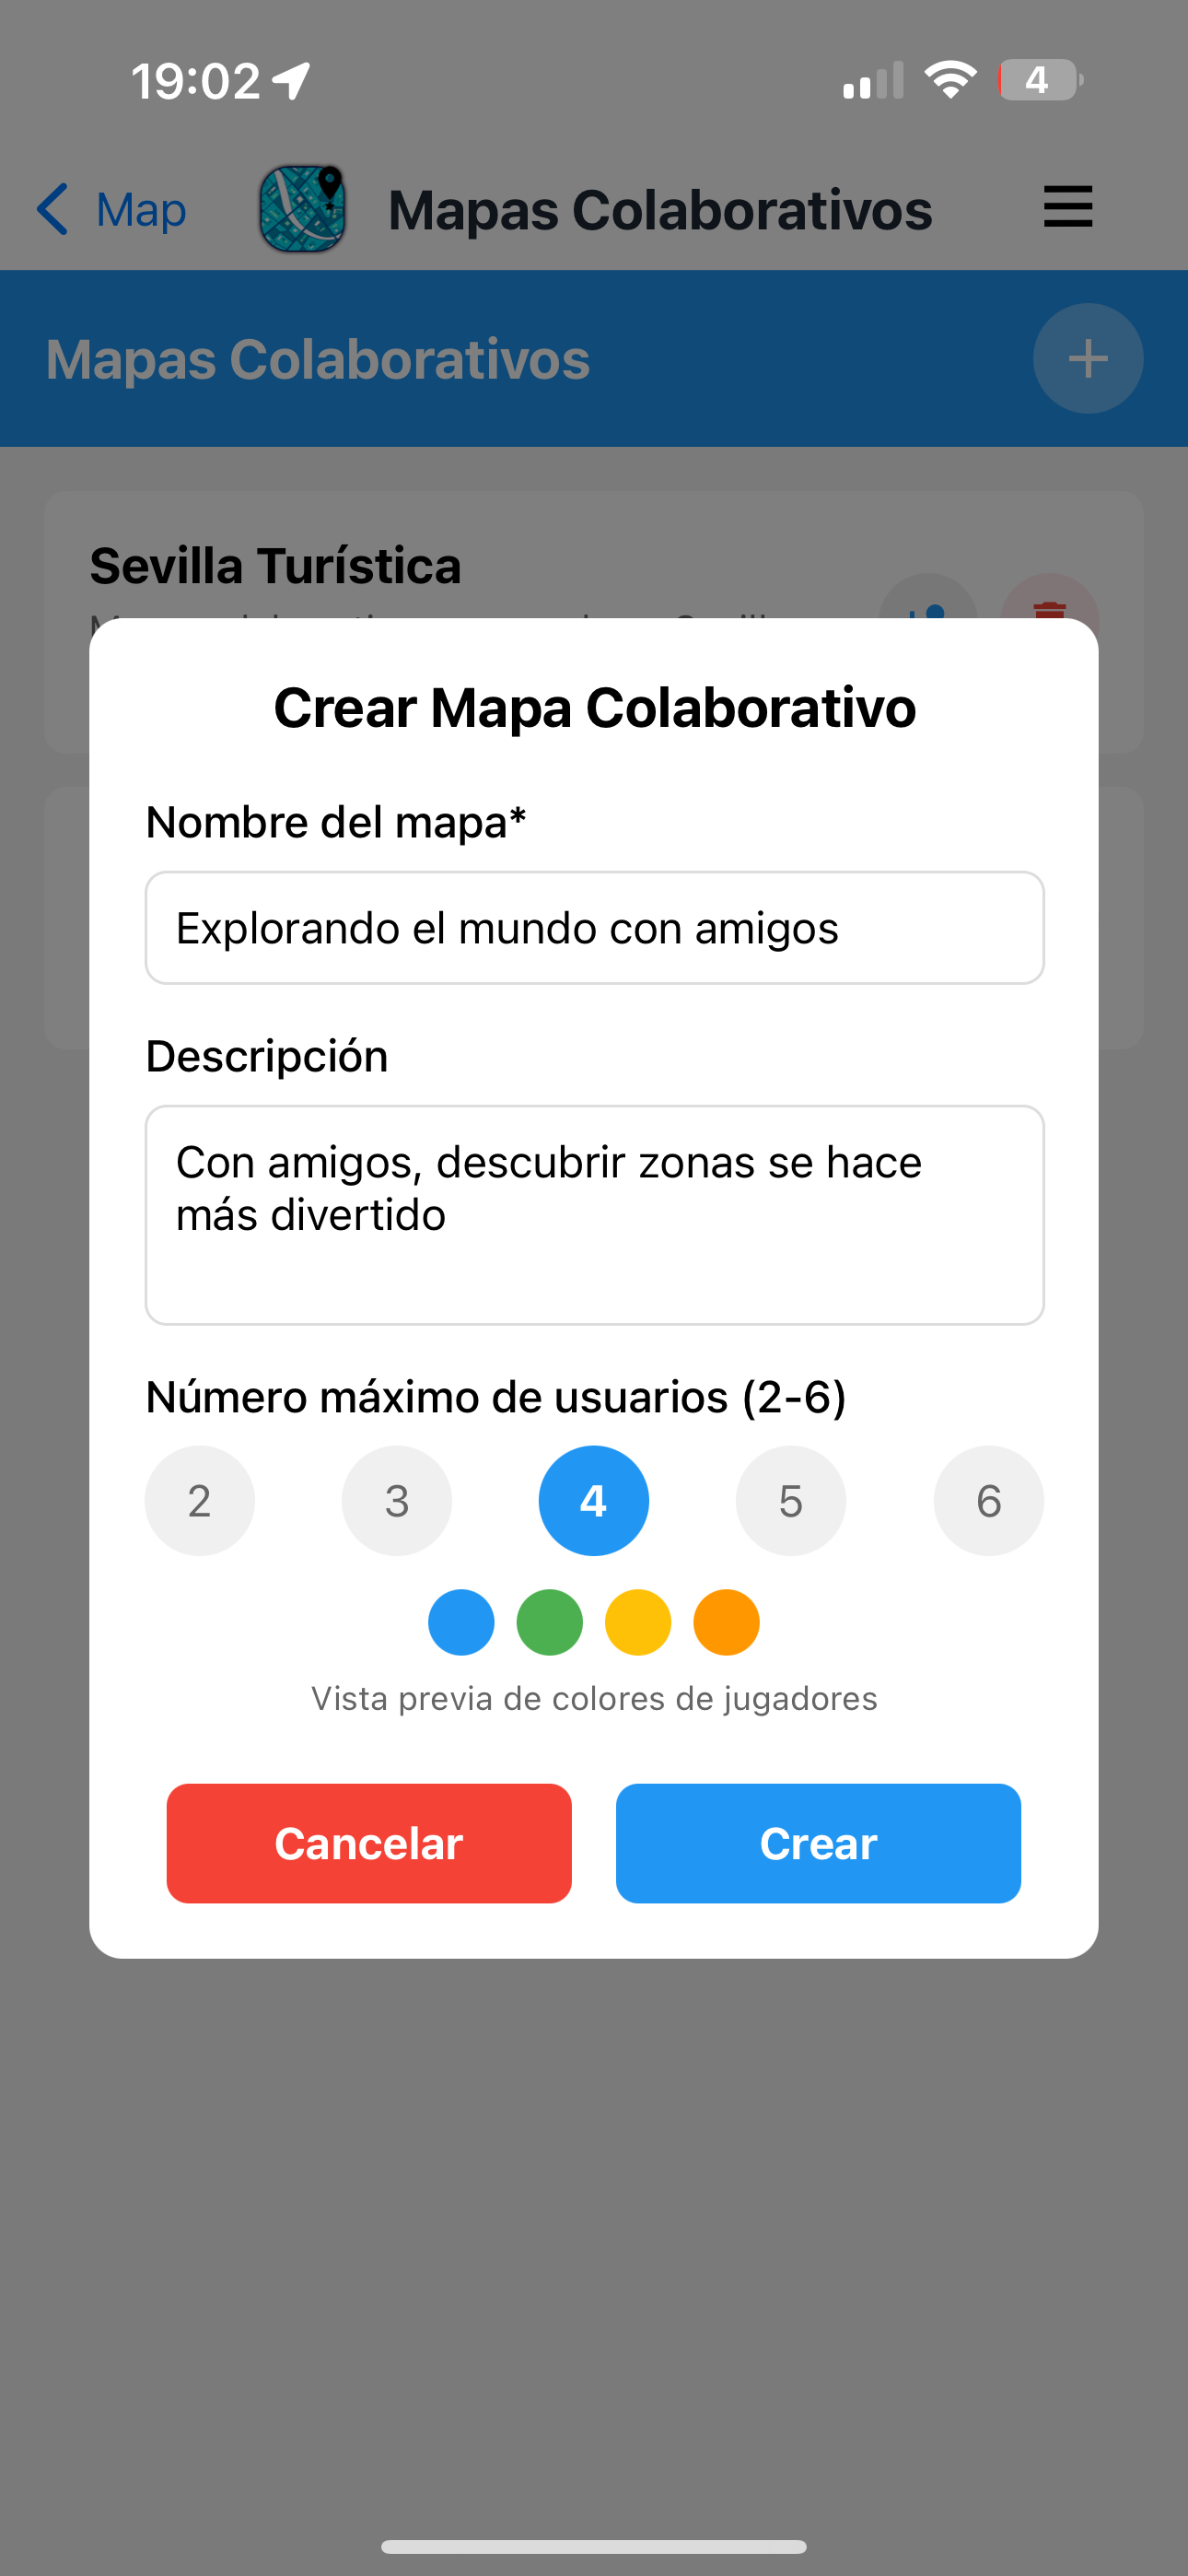 19:02
4
Map
Mapas Colaborativos
Mapas Colaborativos
+
Sevilla Turística
Crear Mapa Colaborativo
Nombre del mapa*
Explorando el mundo con amigos
Descripción
Con amigos, descubrir zonas se hace
más divertido
Número máximo de usuarios (2-6)
2 3 4 5 6
Vista previa de colores de jugadores
Cancelar Crear